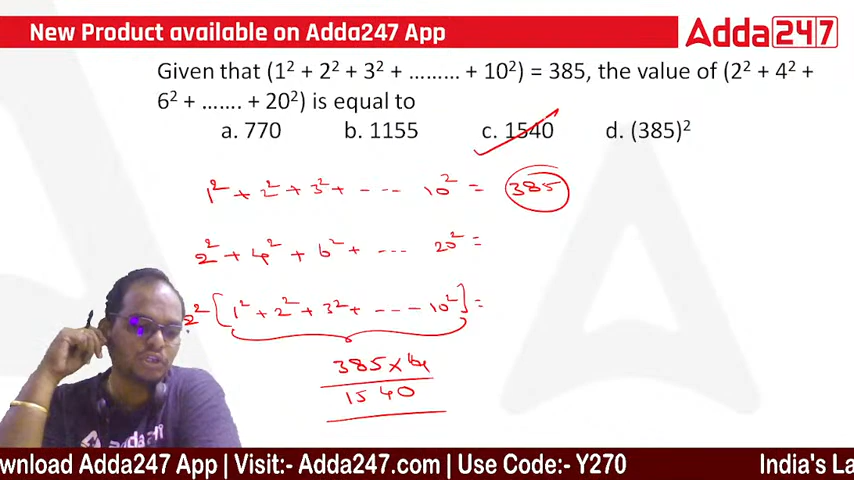 New Product available on Adda247 App
Adda247
Given that (1² + 2² + 3² + ……… + 10²) = 385, the value of (2² + 4² +
6² + ....... + 20²) is equal to
a. 770 b. 1155 c. 1540 d. (385)²
1² + 2² + 3² + ---- 10² = 385
2² + 4² + 6² + --- 20² =
2² [1² + 2² + 3² + ---- 10²] =
385 × 4
1540
adda247
ownload Adda247 App | Visit:- Adda247.com | Use Code:- Y270
India's La